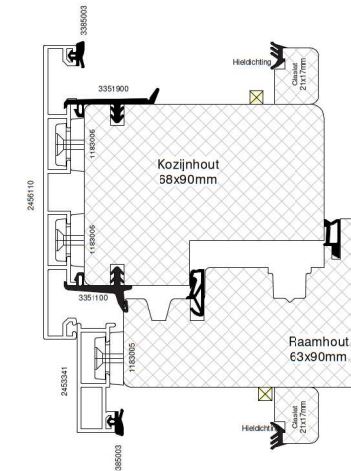 3385003
Hieldichting
Glaslat
21x17mm
3351900
1183006
Kozijnhout
68x90mm
2456110
1183006
3351100
Raamhout
63x90mm
1183005
2453341
Glaslat
21x17mm
Hieldichting
385003